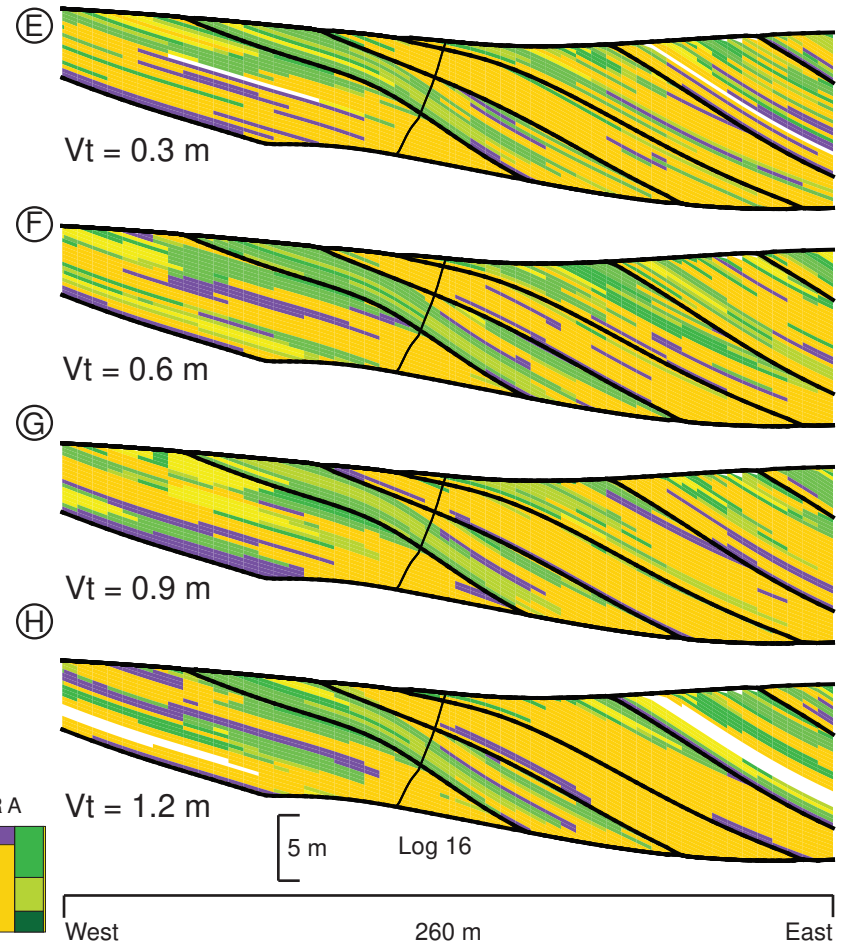 E
Vt = 0.3 m
F
Vt = 0.6 m
G
Vt = 0.9 m
H
Vt = 1.2 m
A
5 m
Log 16
West
260 m
East